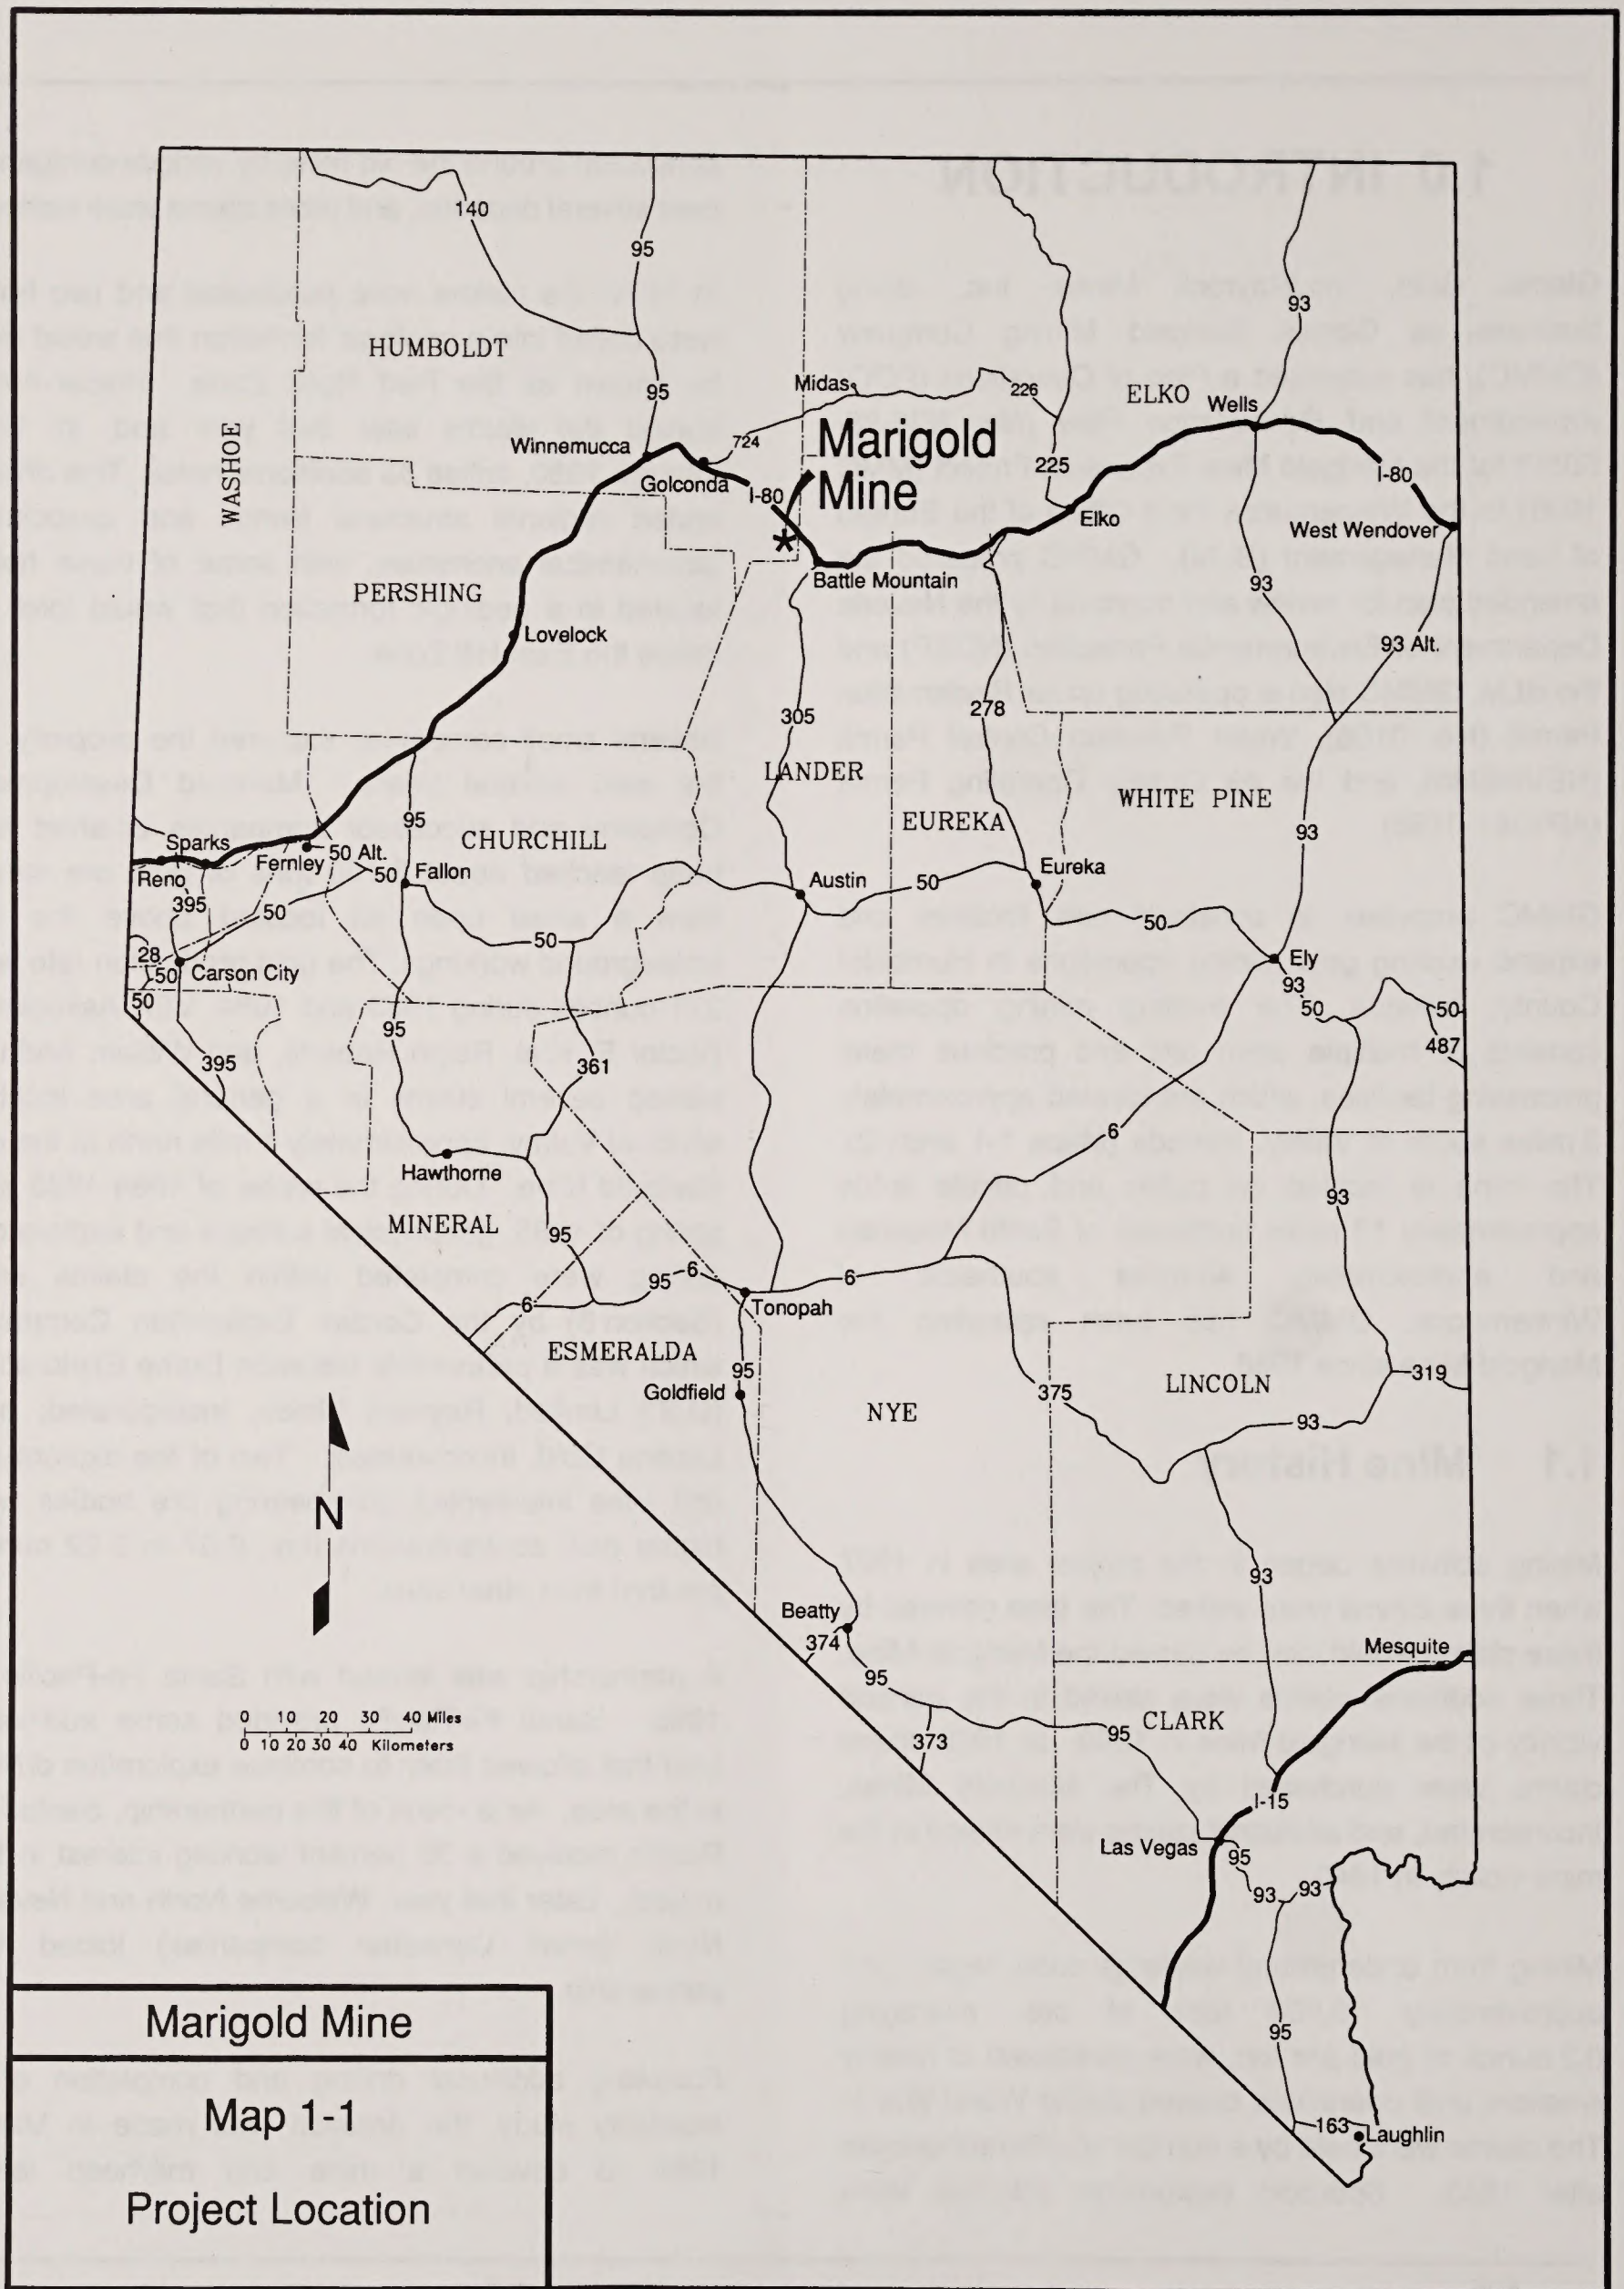 140
95
93
HUMBOLDT
95
Midas
226
ELKO
Wells
WASHOE
Winnemucca
724
Marigold
Mine
Golconda
I-80
225
I-80
Elko
West Wendover
Battle Mountain
93
PERSHING
Lovelock
93 Alt.
305
278
LANDER
WHITE PINE
95
CHURCHILL
EUREKA
93
Sparks
Reno
Fernley
50 Alt.
50
Fallon
Austin
50
Eureka
395
50
50
50
28
50
Carson City
50
Ely
93
50
50
487
95
395
361
6
Hawthorne
93
MINERAL
95
6
95
6
6
Tonopah
ESMERALDA
95
Goldfield
NYE
375
LINCOLN
319
93
N
93
Beatty
374
Mesquite
95
0 10 20 30 40 Miles
0 10 20 30 40 Kilometers
373
95
CLARK
I-15
Las Vegas
95
93
93
95
163
Laughlin
Marigold Mine
Map 1-1
Project Location